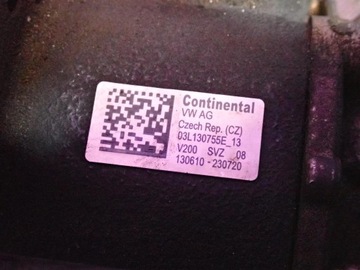 Continental
VW AG
Czech Rep. (CZ)
03L130755E_13
V200 SVZ 08
130610-230720